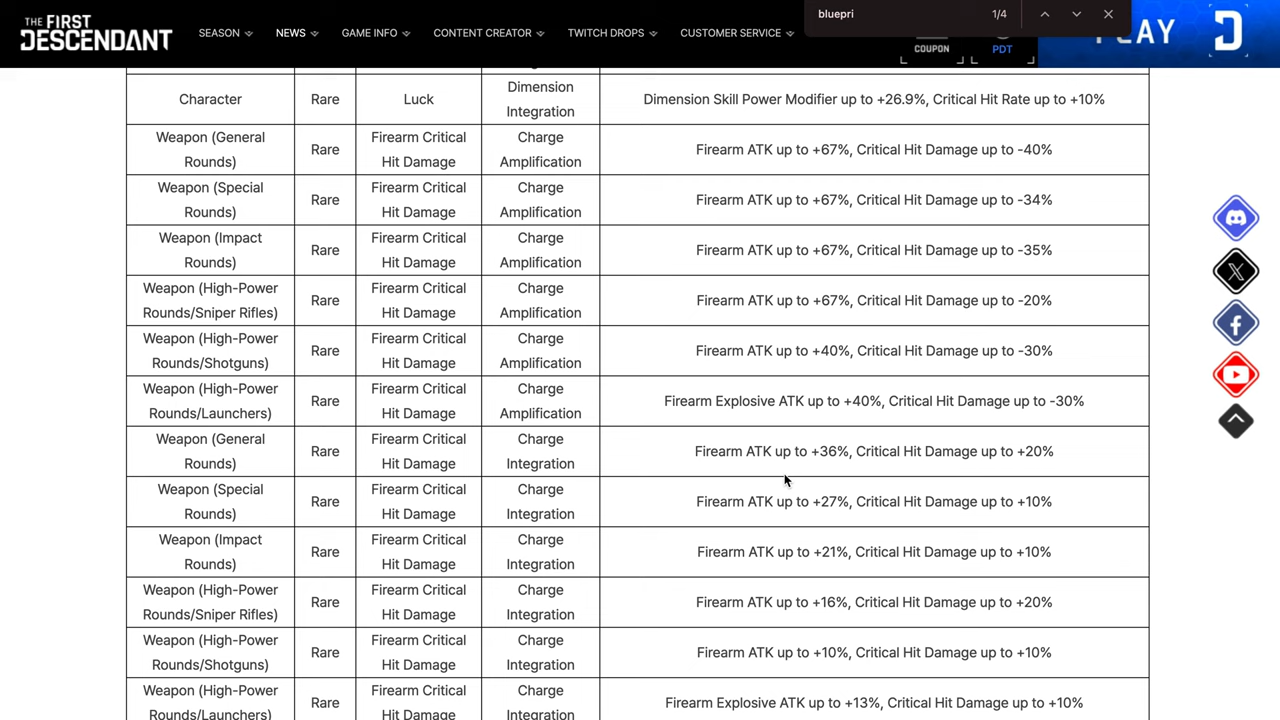 THE FIRST
DESCENDANT
SEASON
NEWS
GAME INFO
CONTENT CREATOR
TWITCH DROPS
CUSTOMER SERVICE
bluepri
1/4
COUPON
PDT
Character
Rare
Luck
Dimension
Integration
Dimension Skill Power Modifier up to +26.9%, Critical Hit Rate up to +10%
Weapon (General
Rounds)
Rare
Firearm Critical
Hit Damage
Charge
Amplification
Firearm ATK up to +67%, Critical Hit Damage up to -40%
Weapon (Special
Rounds)
Rare
Firearm Critical
Hit Damage
Charge
Amplification
Firearm ATK up to +67%, Critical Hit Damage up to -34%
Weapon (Impact
Rounds)
Rare
Firearm Critical
Hit Damage
Charge
Amplification
Firearm ATK up to +67%, Critical Hit Damage up to -35%
Weapon (High-Power
Rounds/Sniper Rifles)
Rare
Firearm Critical
Hit Damage
Charge
Amplification
Firearm ATK up to +67%, Critical Hit Damage up to -20%
Weapon (High-Power
Rounds/Shotguns)
Rare
Firearm Critical
Hit Damage
Charge
Amplification
Firearm ATK up to +40%, Critical Hit Damage up to -30%
Weapon (High-Power
Rounds/Launchers)
Rare
Firearm Critical
Hit Damage
Charge
Amplification
Firearm Explosive ATK up to +40%, Critical Hit Damage up to -30%
Weapon (General
Rounds)
Rare
Firearm Critical
Hit Damage
Charge
Integration
Firearm ATK up to +36%, Critical Hit Damage up to +20%
Weapon (Special
Rounds)
Rare
Firearm Critical
Hit Damage
Charge
Integration
Firearm ATK up to +27%, Critical Hit Damage up to +10%
Weapon (Impact
Rounds)
Rare
Firearm Critical
Hit Damage
Charge
Integration
Firearm ATK up to +21%, Critical Hit Damage up to +10%
Weapon (High-Power
Rounds/Sniper Rifles)
Rare
Firearm Critical
Hit Damage
Charge
Integration
Firearm ATK up to +16%, Critical Hit Damage up to +20%
Weapon (High-Power
Rounds/Shotguns)
Rare
Firearm Critical
Hit Damage
Charge
Integration
Firearm ATK up to +10%, Critical Hit Damage up to +10%
Weapon (High-Power
Rounds/Launchers)
Rare
Firearm Critical
Hit Damage
Charge
Integration
Firearm Explosive ATK up to +13%, Critical Hit Damage up to +10%